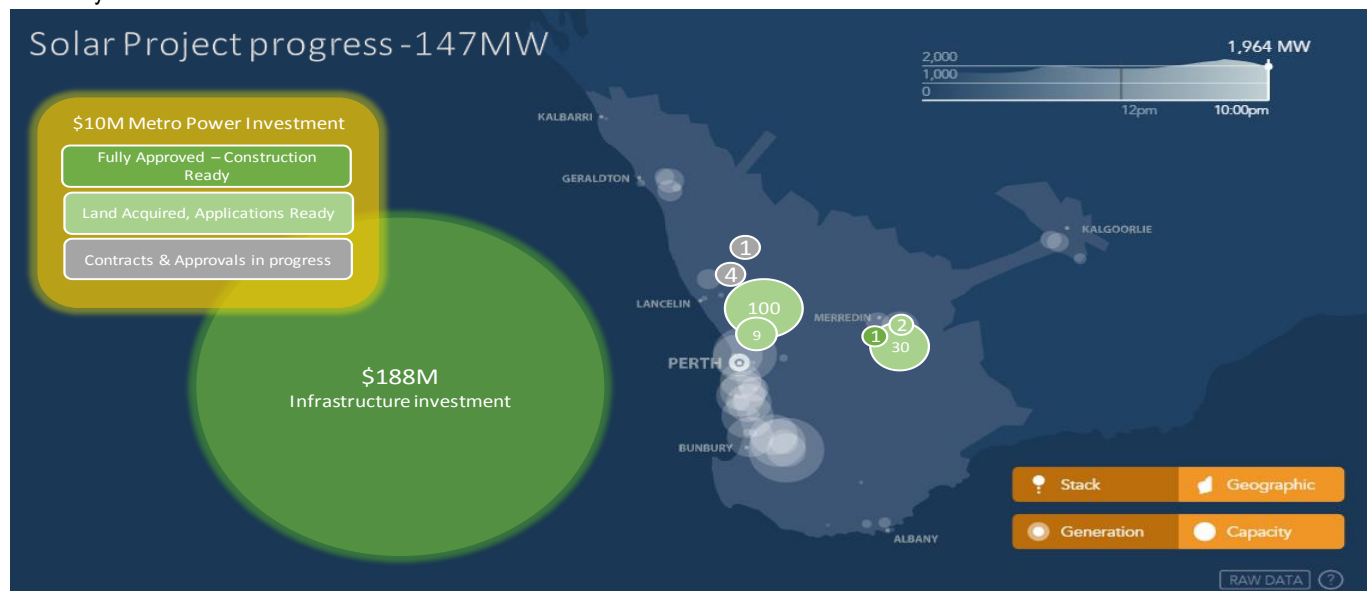 Solar Project progress -147MW
1,964 MW
2,000
1,000
0
12pm
10:00pm
$10M Metro Power Investment
Fully Approved – Construction
Ready
Land Acquired, Applications Ready
Contracts & Approvals in progress
$188M
Infrastructure investment
KALBARRI
GERALDTON
KALGOORLIE
1
4
LANCELIN
100
MERREDIN
9
1
2
30
PERTH
BUNBURY
ALBANY
Stack
Geographic
Generation
Capacity
RAW DATA
?